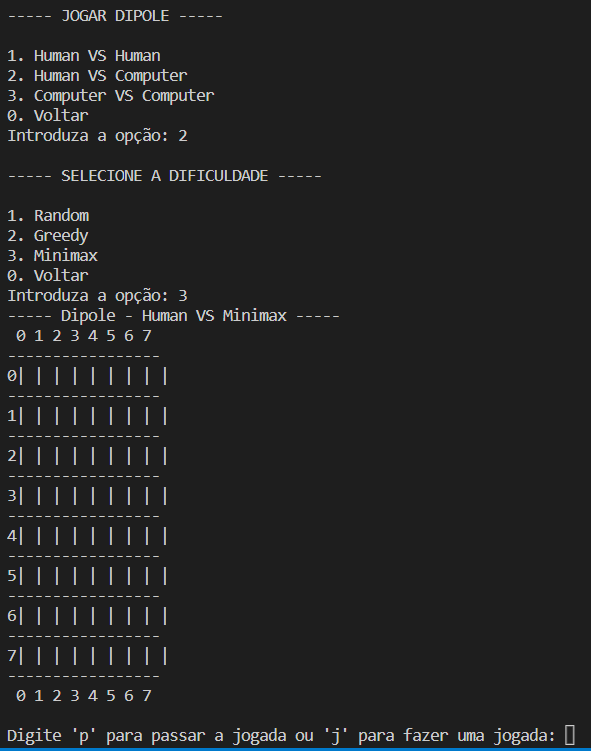 ----- JOGAR DIPOLE -----
1. Human VS Human
2. Human VS Computer
3. Computer VS Computer
0. Voltar
Introduza a opção: 2
----- SELECIONE A DIFICULDADE -----
1. Random
2. Greedy
3. Minimax
0. Voltar
Introduza a opção: 3
----- Dipole - Human VS Minimax -----
 0 1 2 3 4 5 6 7
-----------------
0| | | | | | | | |
-----------------
1| | | | | | | | |
-----------------
2| | | | | | | | |
-----------------
3| | | | | | | | |
-----------------
4| | | | | | | | |
-----------------
5| | | | | | | | |
-----------------
6| | | | | | | | |
-----------------
7| | | | | | | | |
-----------------
 0 1 2 3 4 5 6 7
Digite 'p' para passar a jogada ou 'j' para fazer uma jogada: